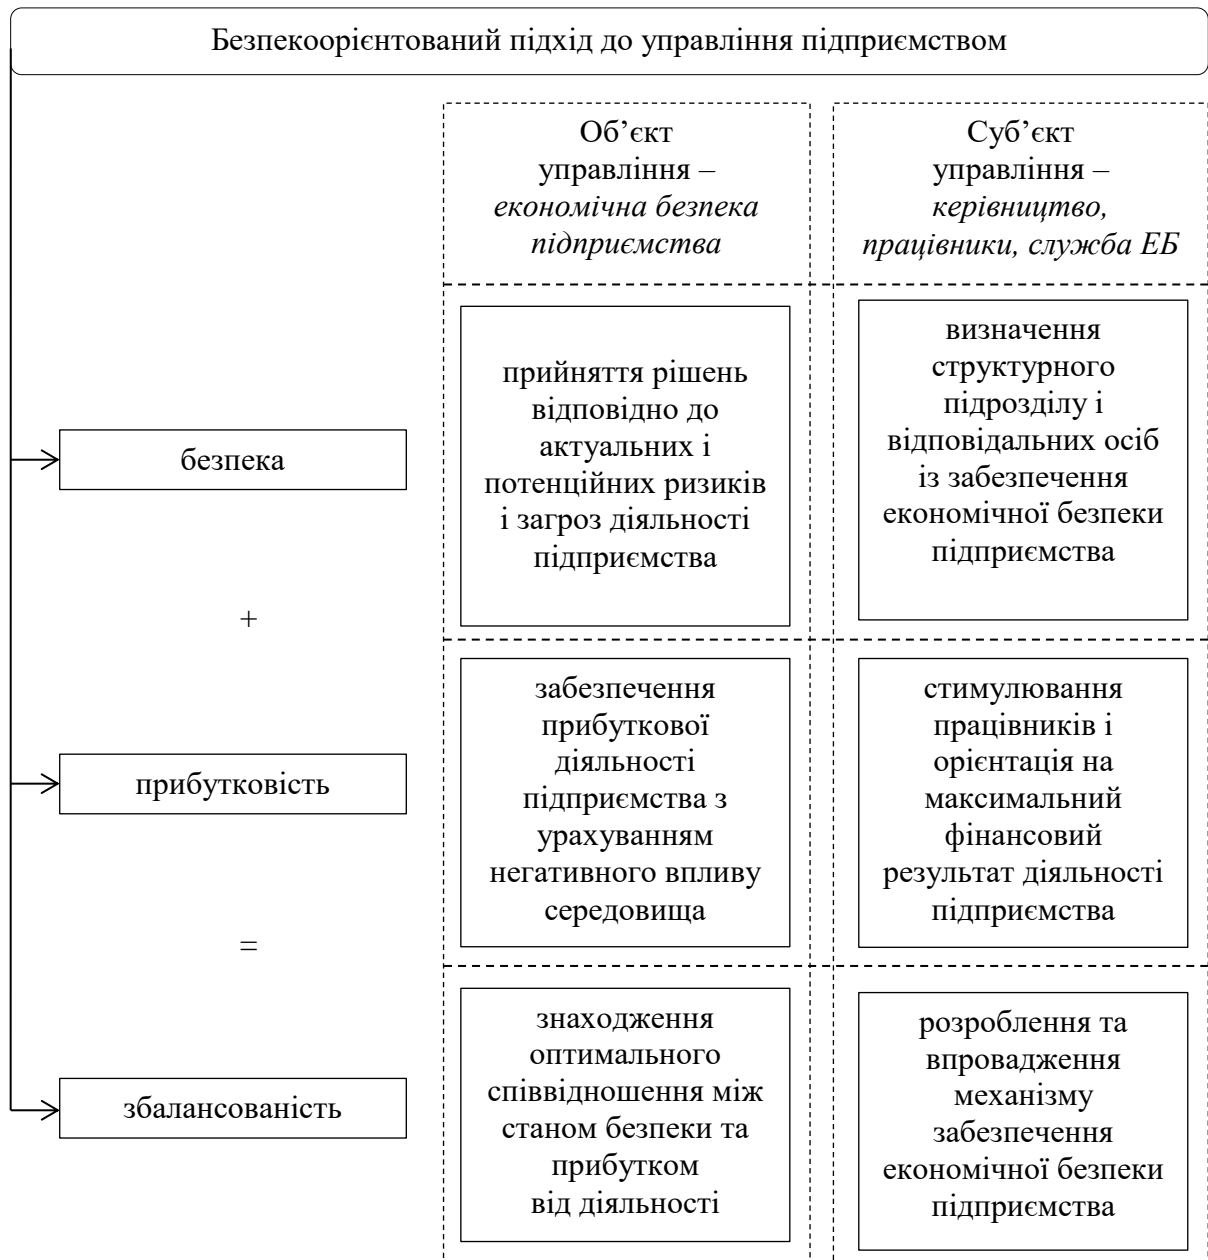 Безпекоорієнтований підхід до управління підприємством
Об’єкт
управління –
економічна безпека
підприємства
Суб’єкт
управління –
керівництво,
працівники, служба ЕБ
безпека
прийняття рішень
відповідно до
актуальних і
потенційних ризиків
і загроз діяльності
підприємства
визначення
структурного
підрозділу і
відповідальних осіб
із забезпечення
економічної безпеки
підприємства
+
прибутковість
забезпечення
прибуткової
діяльності
підприємства з
урахуванням
негативного впливу
середовища
стимулювання
працівників і
орієнтація на
максимальний
фінансовий
результат діяльності
підприємства
=
збалансованість
знаходження
оптимального
співвідношення між
станом безпеки та
прибутком
від діяльності
розроблення та
впровадження
механізму
забезпечення
економічної безпеки
підприємства